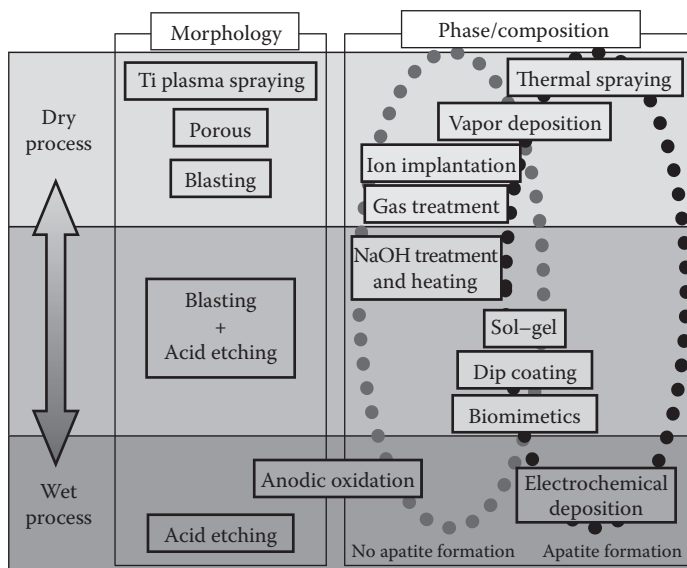 Morphology
Phase/composition
Dry
process
Ti plasma spraying
Porous
Blasting
Thermal spraying
Vapor deposition
Ion implantation
Gas treatment
NaOH treatment
and heating
Blasting
+
Acid etching
Sol–gel
Dip coating
Biomimetics
Wet
process
Anodic oxidation
Acid etching
Electrochemical
deposition
No apatite formation
Apatite formation